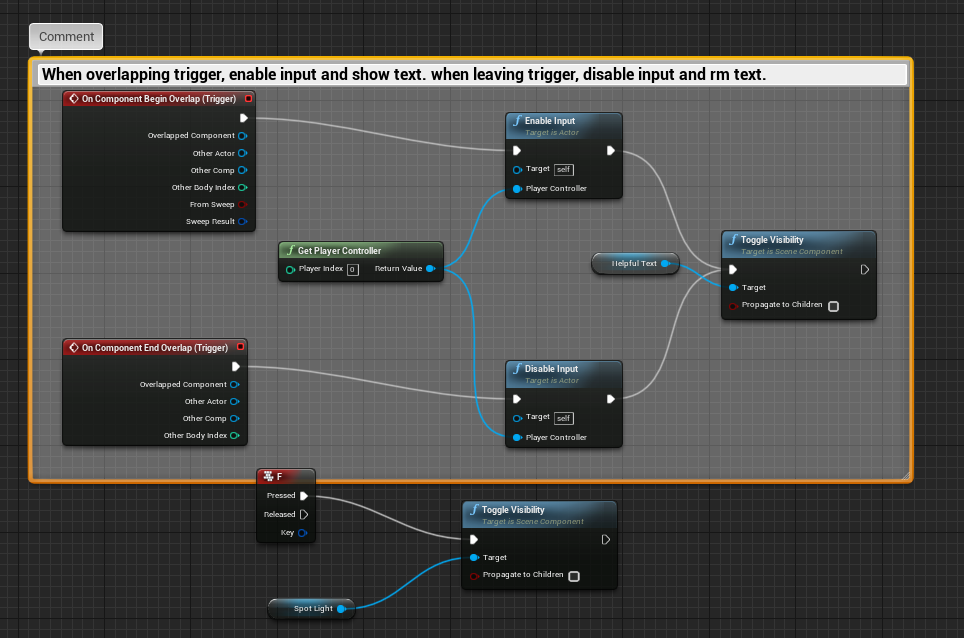 Comment
When overlapping trigger, enable input and show text. when leaving trigger, disable input and rm text.
On Component Begin Overlap (Trigger)
Overlapped Component
Other Actor
Other Comp
Other Body Index
From Sweep
Sweep Result
f Enable Input
Target is Actor
Target self
Player Controller
f Get Player Controller
Player Index 0 Return Value
Helpful Text
f Toggle Visibility
Target is Scene Component
Target
Propagate to Children
On Component End Overlap (Trigger)
Overlapped Component
Other Actor
Other Comp
Other Body Index
f Disable Input
Target is Actor
Target self
Player Controller
F
Pressed
Released
Key
f Toggle Visibility
Target is Scene Component
Target
Propagate to Children
Spot Light